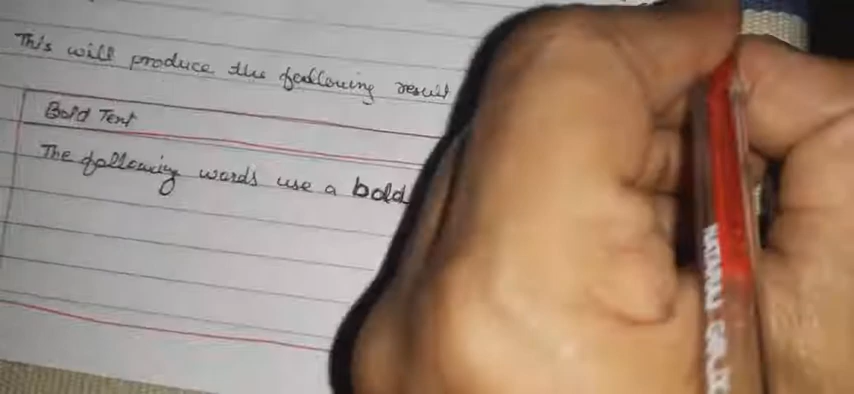 This will produce the following result
Bold Text
The following words use a bold